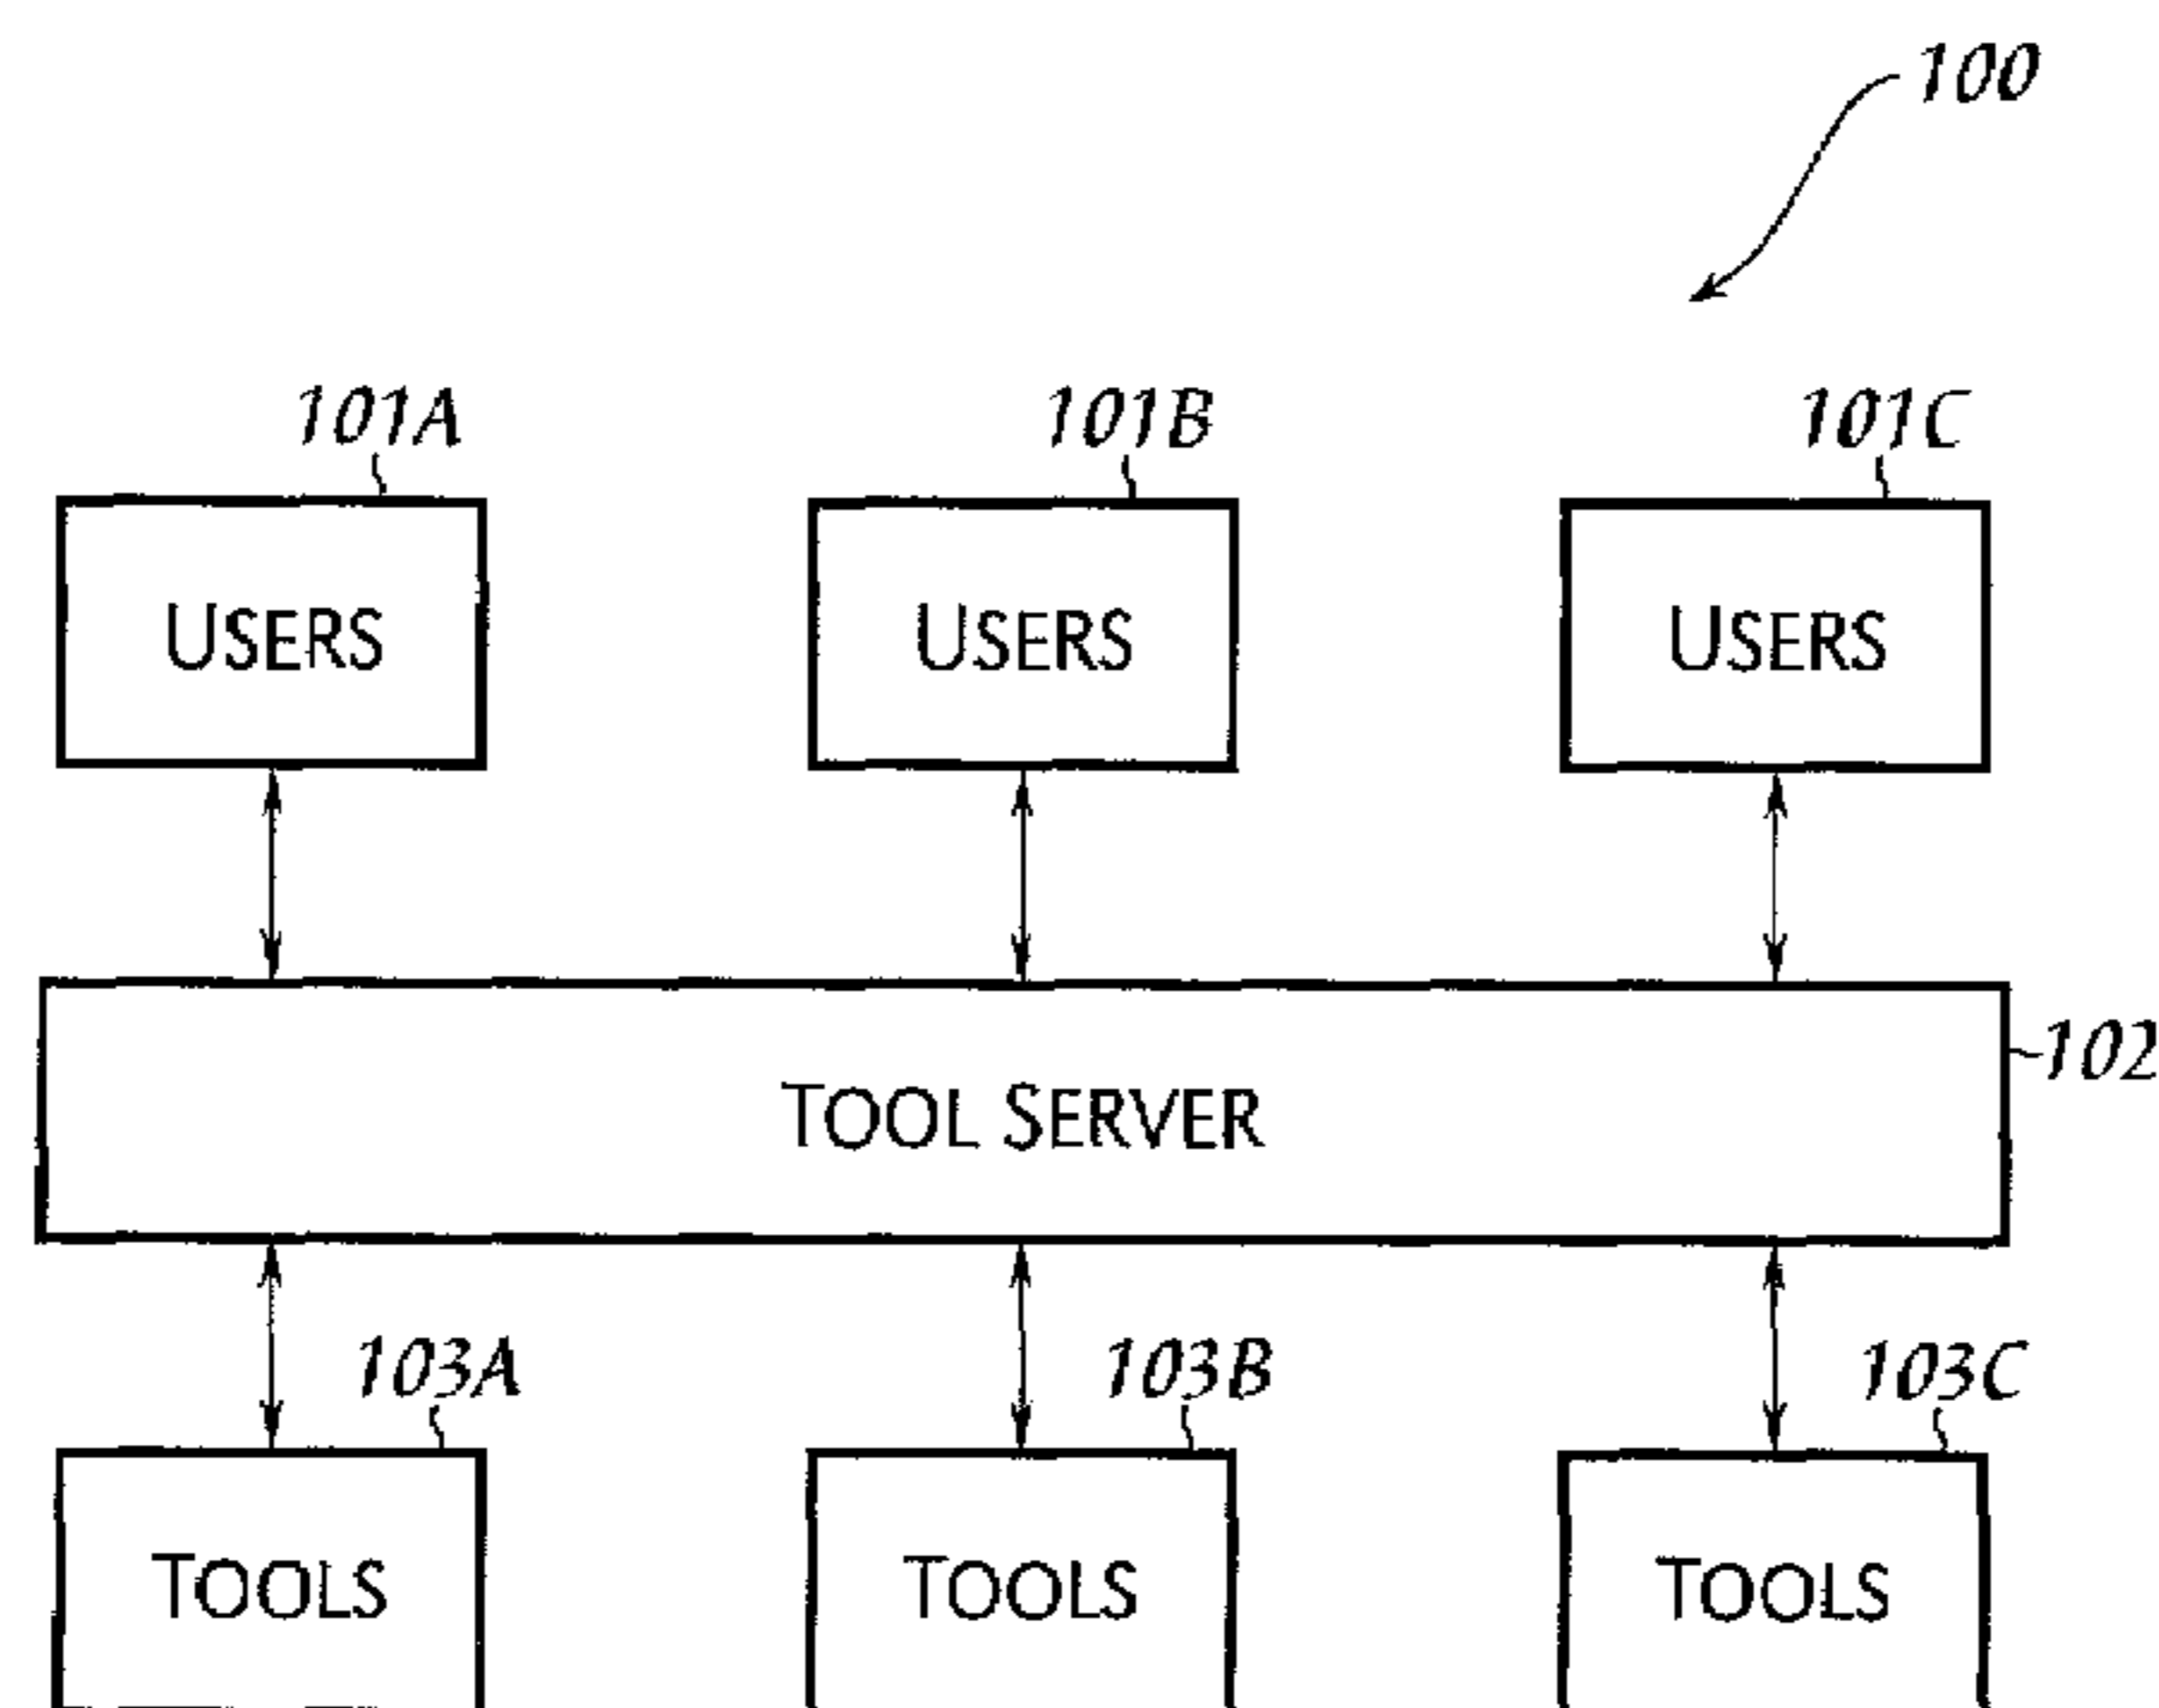 100
101A 101B 101C
USERS USERS USERS
102
TOOL SERVER
103A 103B 103C
TOOLS TOOLS TOOLS